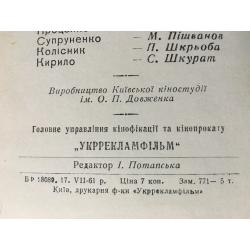 М. Пішванов
Супруненко — П. Шкрьоба
Колісник — С. Шкурат
Кирило —
Виробництво Київської кіностудії
ім. О. П. Довженка
Головне управління кінофікації та кінопрокату
„УКРРЕКЛАМФІЛЬМ"
Редактор І. Потапська
БФ 18089. 17. VII-61 р. Ціна 7 коп. Зам. 771—5 т.
Київ, друкарня ф-ки «Укррекламфільм»